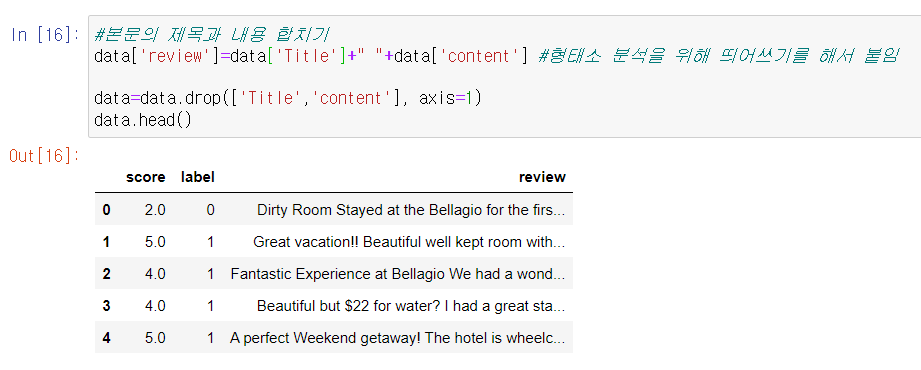 In [16]: #본문의 제목과 내용 합치기
data['review']=data['Title']+" "+data['content'] #형태소 분석을 위해 띄어쓰기를 해서 붙임
data=data.drop(['Title','content'], axis=1)
data.head()
Out[16]:
score label review
0 2.0 0 Dirty Room Stayed at the Bellagio for the firs...
1 5.0 1 Great vacation!! Beautiful well kept room with...
2 4.0 1 Fantastic Experience at Bellagio We had a wond...
3 4.0 1 Beautiful but $22 for water? I had a great sta...
4 5.0 1 A perfect Weekend getaway! The hotel is wheelc...